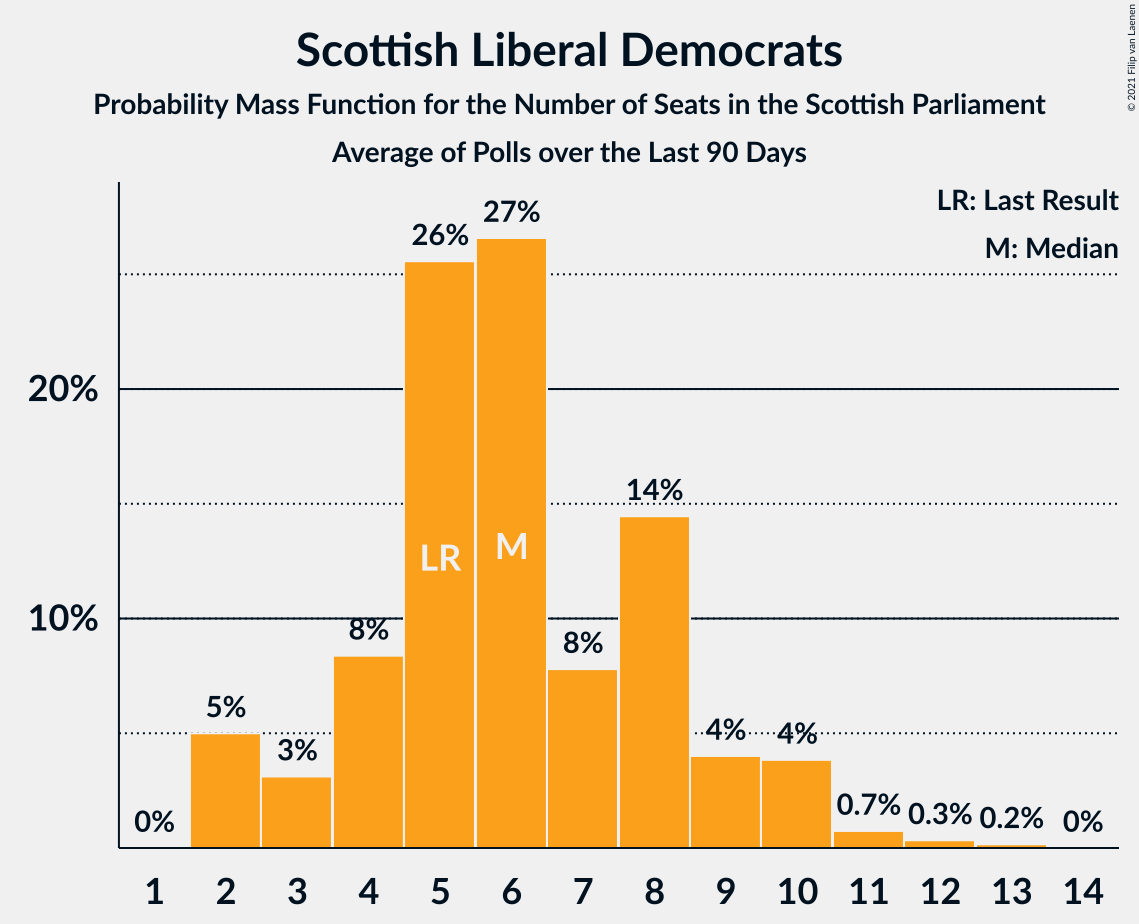 Scottish Liberal Democrats
Probability Mass Function for the Number of Seats in the Scottish Parliament
Average of Polls over the Last 90 Days
© 2021 Filip van Laenen
LR: Last Result
M: Median
20%
10%
0%
5%
3%
8%
26%
27%
8%
14%
4%
4%
0.7%
0.3%
0.2%
0%
LR
M
1 2 3 4 5 6 7 8 9 10 11 12 13 14